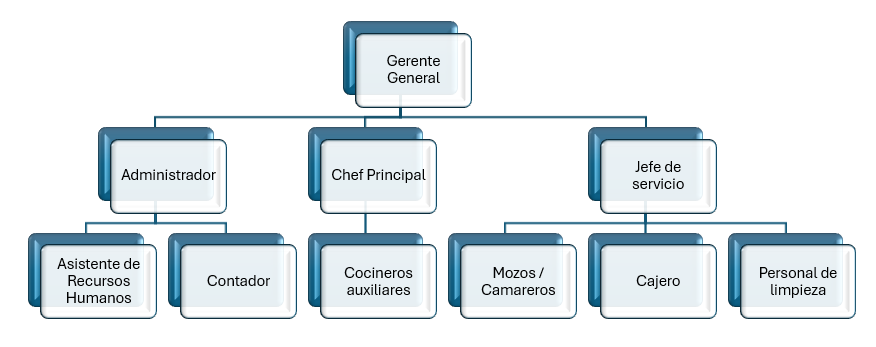 Gerente
General
Administrador
Chef Principal
Jefe de
servicio
Asistente de
Recursos
Humanos
Contador
Cocineros
auxiliares
Mozos /
Camareros
Cajero
Personal de
limpieza